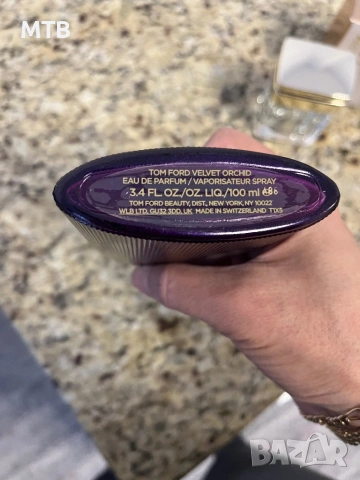 MTB
TOM FORD VELVET ORCHID
EAU DE PARFUM / VAPORISATEUR SPRAY
3.4 FL. OZ./OZ. LIQ./100 ml
TOM FORD BEAUTY, DIST., NEW YORK, NY 10022
WLB LTD, GU32 3DD, UK MADE IN SWITZERLAND TX5
BAZAR